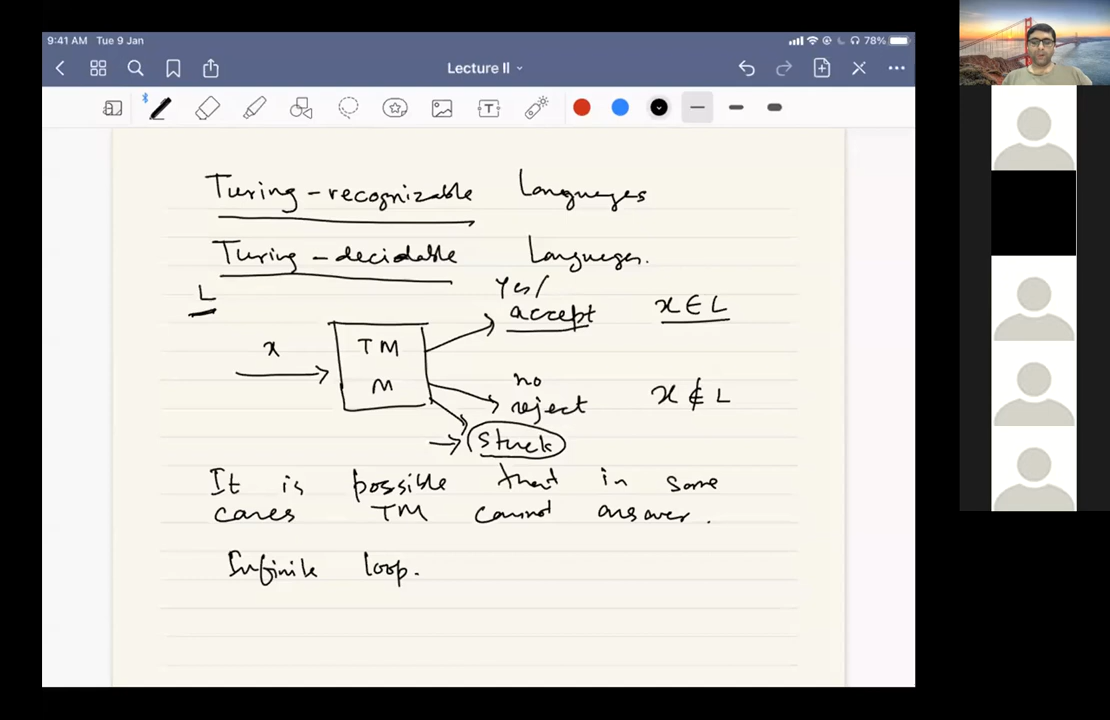 9:41 AM Tue 9 Jan
78%
Lecture II
Turing-recognizable Languages
Turing-decidable Languages.
L
Yes/
accept x ∈ L
x
TM
M
no
reject x ∉ L
stuck
It is possible that in some
cases TM cannot answer.
Infinite loop.